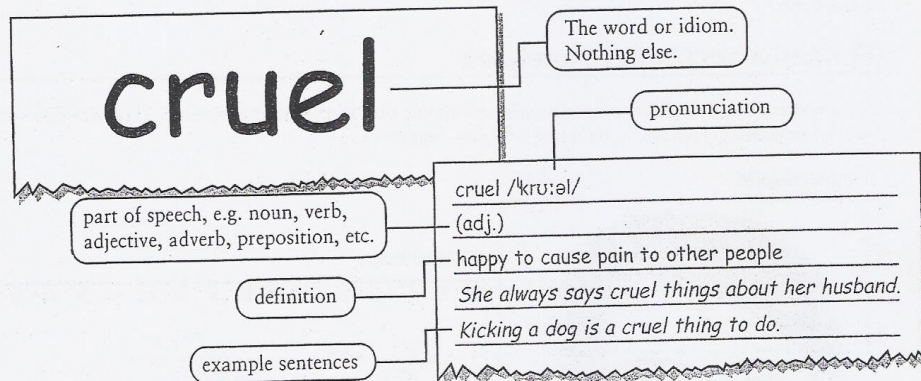 cruel
The word or idiom.
Nothing else.
pronunciation
cruel /ˈkrʊːəl/
(adj.)
part of speech, e.g. noun, verb,
adjective, adverb, preposition, etc.
happy to cause pain to other people
definition
She always says cruel things about her husband.
Kicking a dog is a cruel thing to do.
example sentences